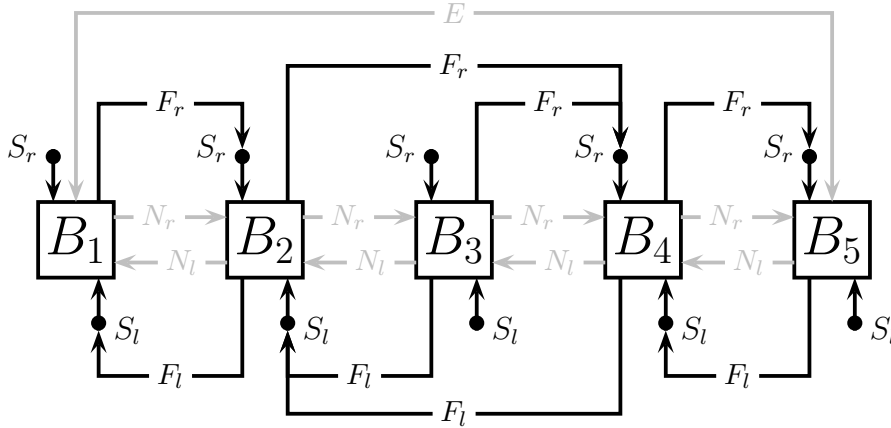 E
F_r
F_r F_r F_r
S_r S_r S_r S_r S_r
N_r N_r N_r N_r
B_1 B_2 B_3 B_4 B_5
N_l N_l N_l N_l
S_l S_l S_l S_l S_l
F_l F_l F_l
F_l